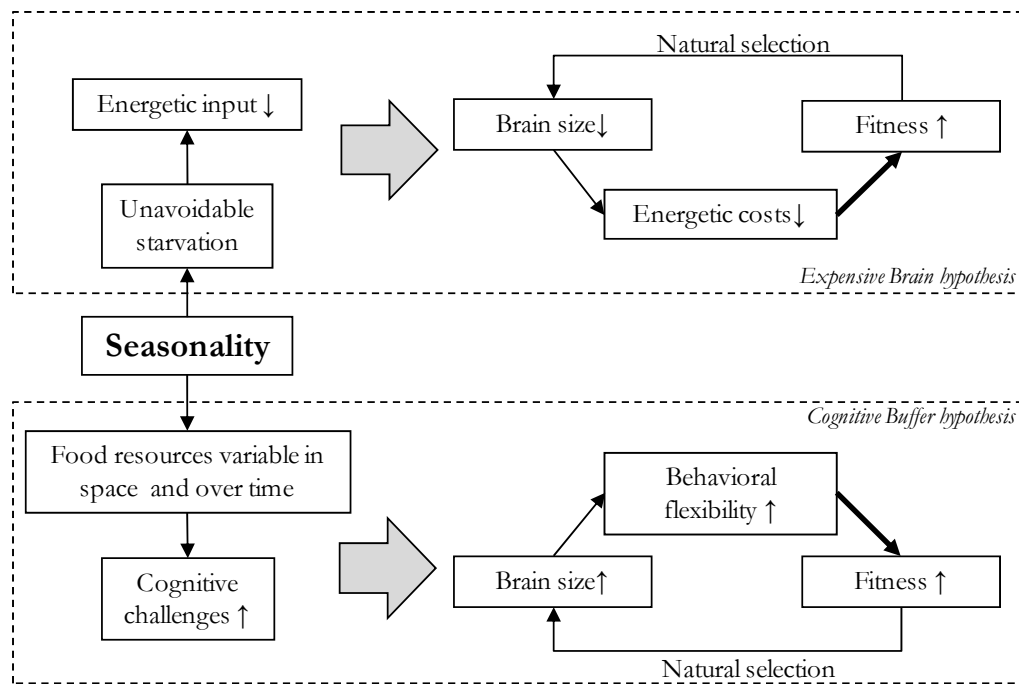 Natural selection
Energetic input ↓
Brain size↓
Fitness ↑
Unavoidable
starvation
Energetic costs↓
Expensive Brain hypothesis
Seasonality
Cognitive Buffer hypothesis
Food resources variable in
space and over time
Behavioral
flexibility ↑
Cognitive
challenges ↑
Brain size↑
Fitness ↑
Natural selection